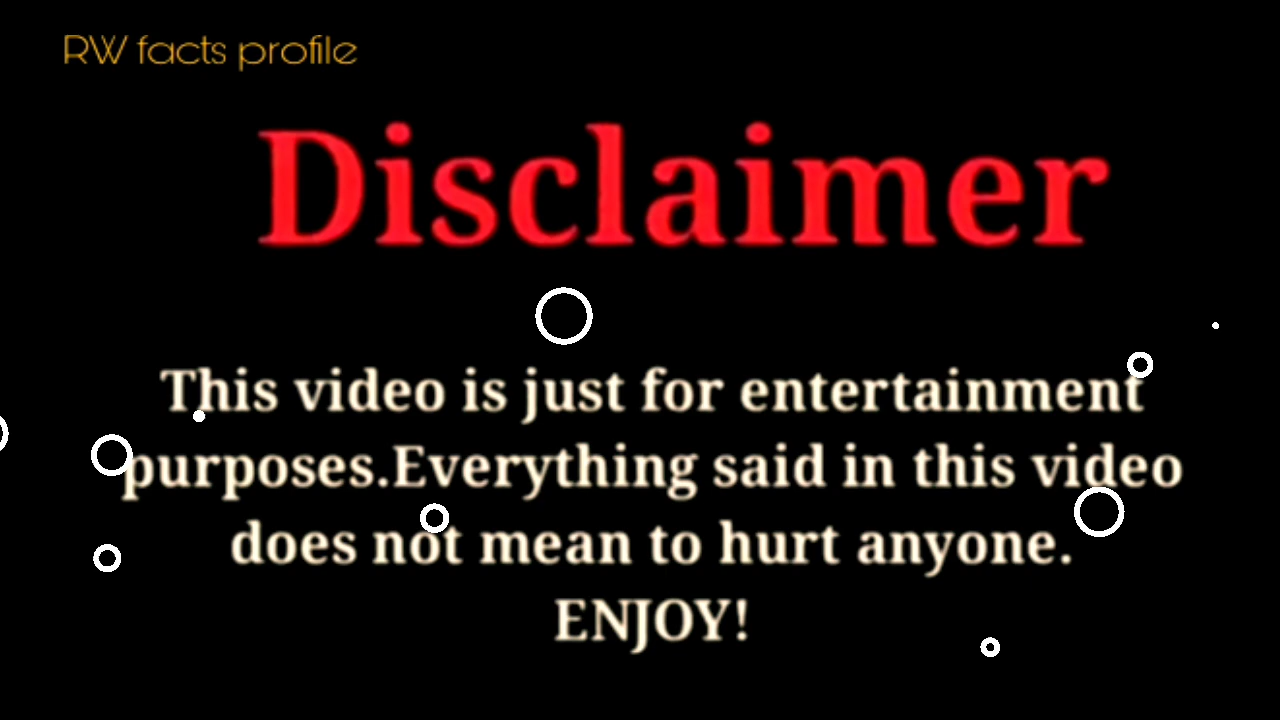 RW facts profile
Disclaimer
This video is just for entertainment
purposes.Everything said in this video
does not mean to hurt anyone.
ENJOY!